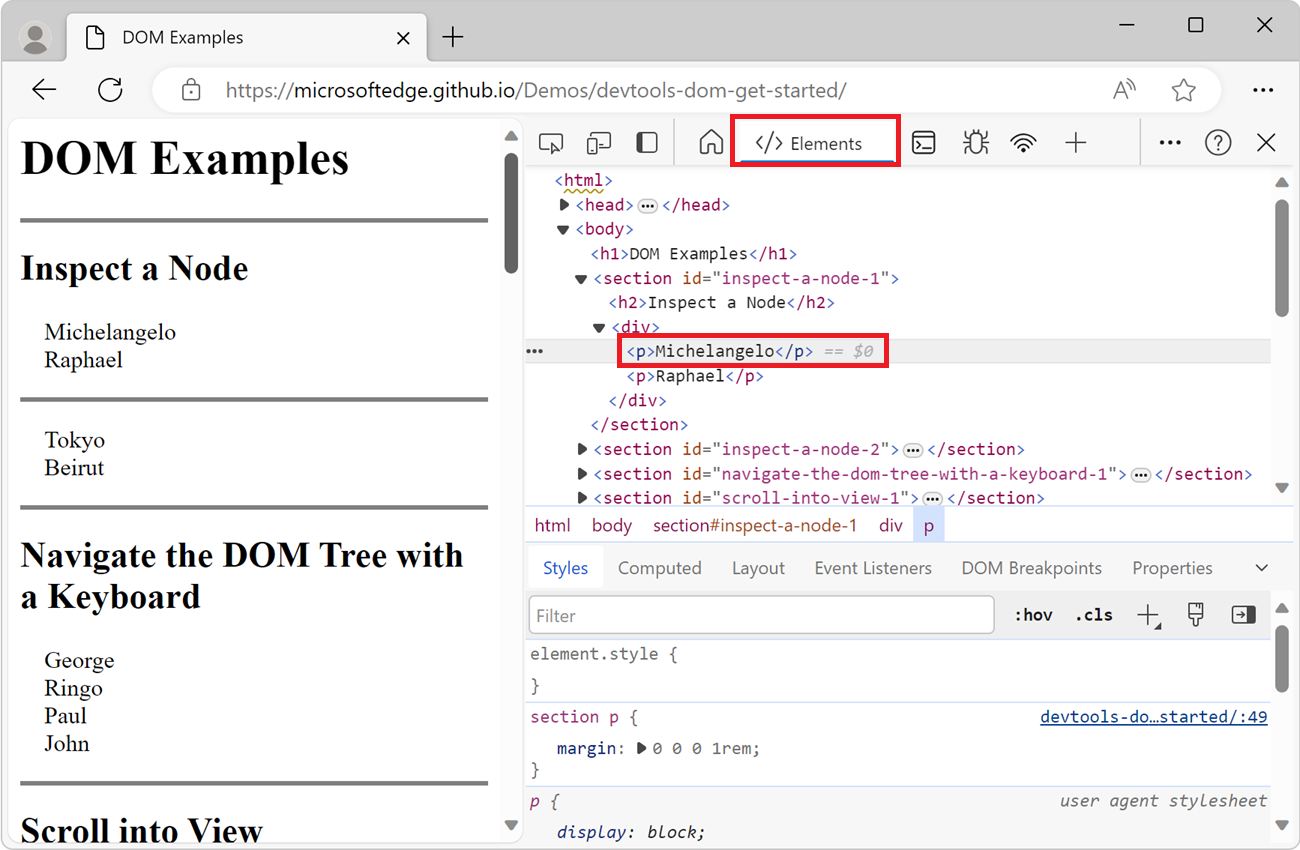 DOM Examples
https://microsoftedge.github.io/Demos/devtools-dom-get-started/
DOM Examples
Inspect a Node
Michelangelo
Raphael
Tokyo
Beirut
Navigate the DOM Tree with
a Keyboard
George
Ringo
Paul
John
Scroll into View
</> Elements
<html>
<head> ••• </head>
<body>
<h1>DOM Examples</h1>
<section id="inspect-a-node-1">
<h2>Inspect a Node</h2>
<div>
••• <p>Michelangelo</p> == $0
<p>Raphael</p>
</div>
</section>
<section id="inspect-a-node-2"> ••• </section>
<section id="navigate-the-dom-tree-with-a-keyboard-1"> ••• </section>
<section id="scroll-into-view-1"> ••• </section>
html body section#inspect-a-node-1 div p
Styles Computed Layout Event Listeners DOM Breakpoints Properties
Filter :hov .cls
element.style {
}
section p { devtools-do…started/:49
margin: 0 0 0 1rem;
}
p { user agent stylesheet
display: block;